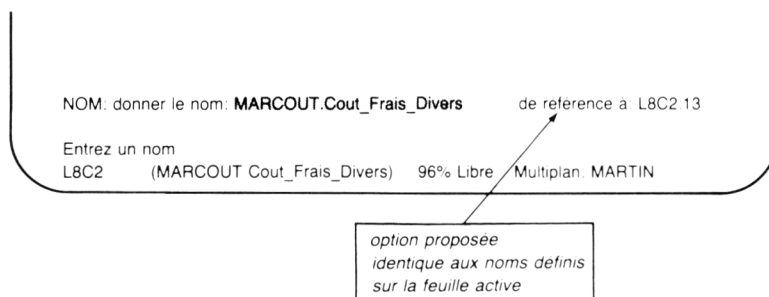 NOM: donner le nom: MARCOUT.Cout_Frais_Divers de référence à: L8C2:13
Entrez un nom
L8C2 (MARCOUT Cout_Frais_Divers) 96% Libre Multiplan: MARTIN
option proposée
identique aux noms définis
sur la feuille active